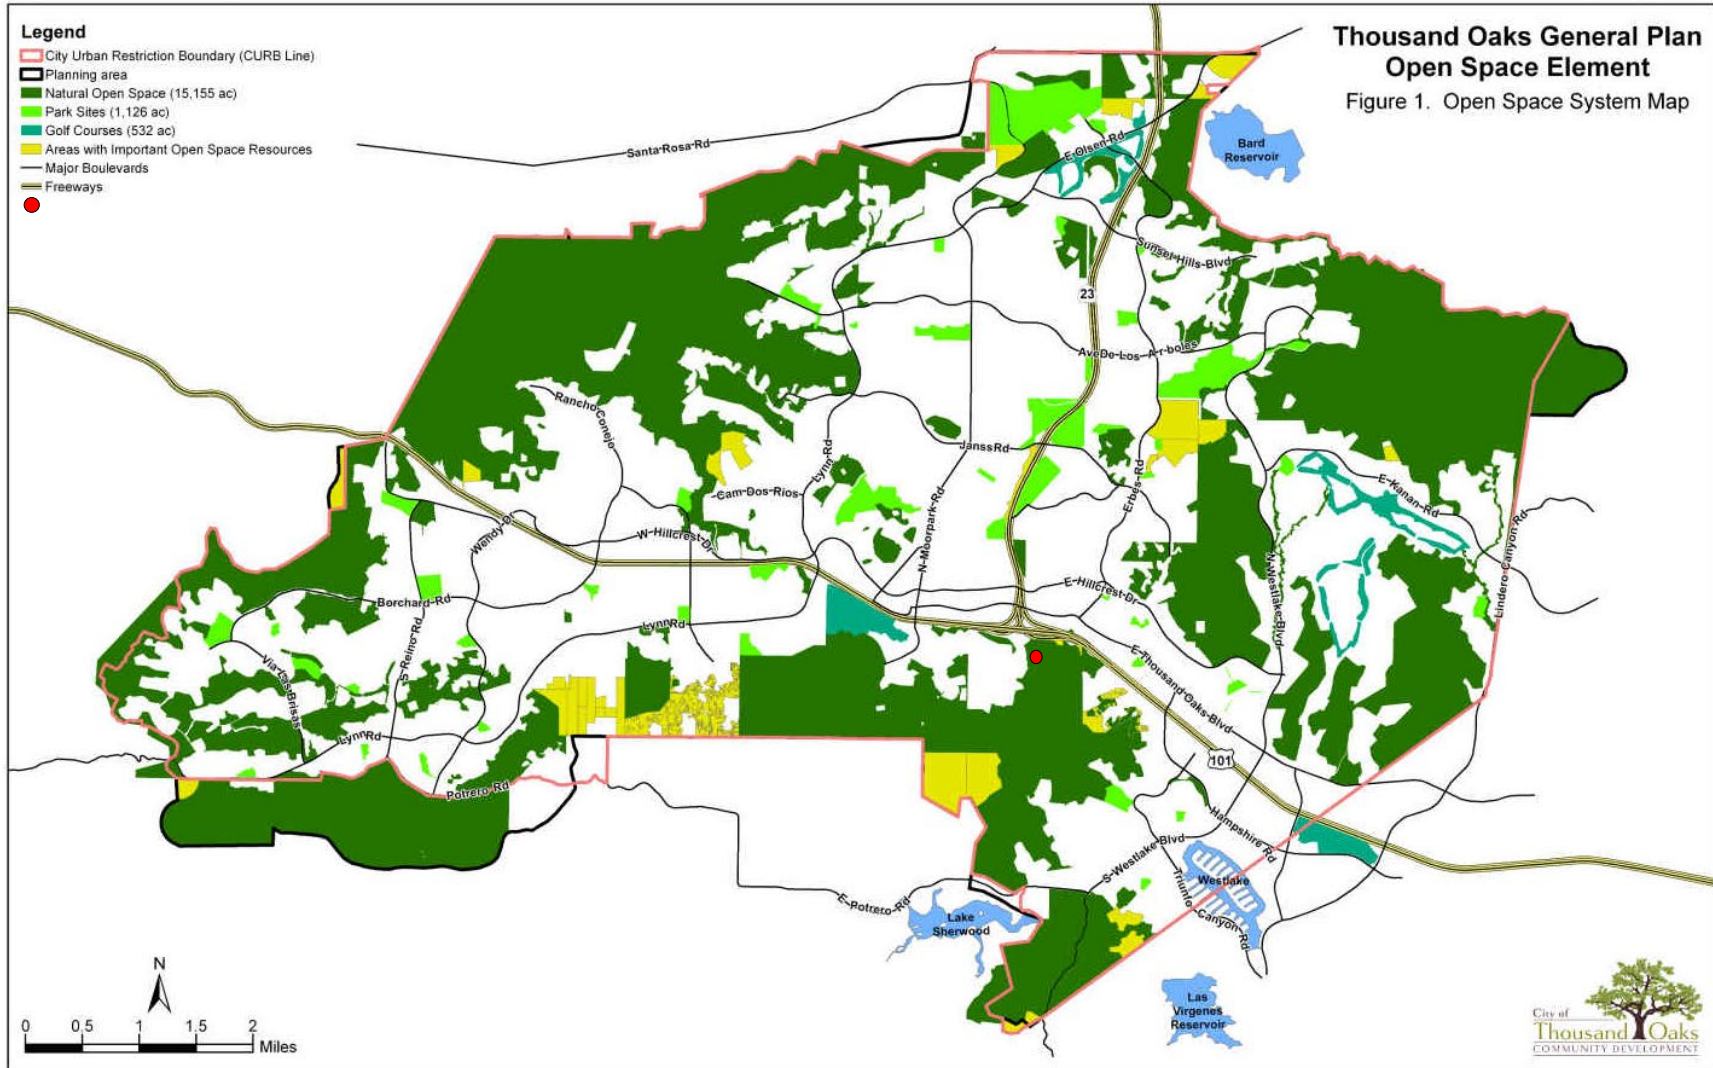 Legend
City Urban Restriction Boundary (CURB Line)
Planning area
Natural Open Space (15,155 ac)
Park Sites (1,126 ac)
Golf Courses (532 ac)
Areas with Important Open Space Resources
Major Boulevards
Freeways
Thousand Oaks General Plan
Open Space Element
Figure 1. Open Space System Map
Santa Rosa Rd
E Olsen Rd
Bard
Reservoir
Sunset Hills Blvd
23
Ave De Los Arboles
Rancho Conejo
Janss Rd
Lynn Rd
Cam Dos Rios
N Moorpark Rd
Erbes Rd
E Kanan Rd
Wendy Dr
W Hillcrest Dr
N Westlake Blvd
Lindero Canyon Rd
E Hillcrest Dr
Borchard Rd
Lynn Rd
S Reino Rd
Via Las Brisas
E Thousand Oaks Blvd
Lynn Rd
101
Potrero Rd
Hampshire Rd
S Westlake Blvd
Westlake
Triunfo Canyon Rd
E Potrero Rd
Lake
Sherwood
Las
Virgenes
Reservoir
N
0 0.5 1 1.5 2
Miles
City of
Thousand Oaks
COMMUNITY DEVELOPMENT